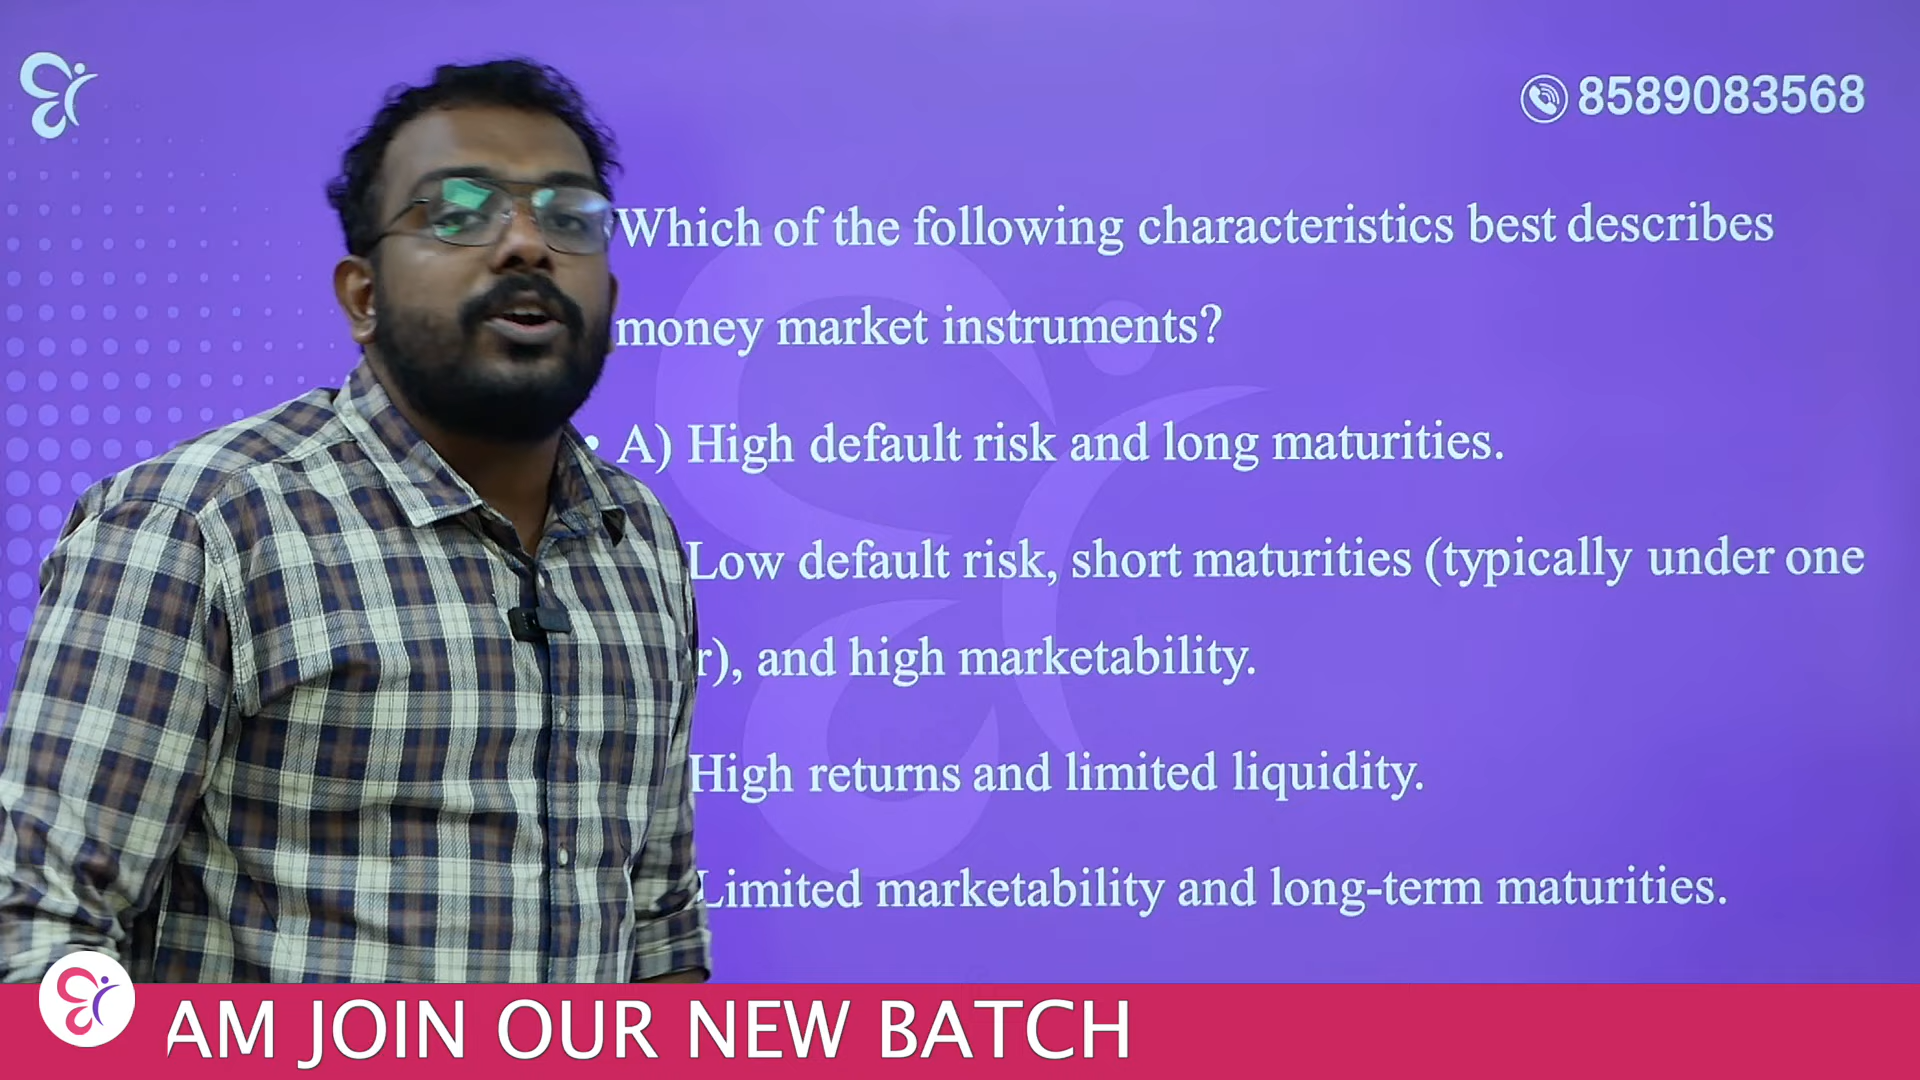 8589083568
Which of the following characteristics best describes
money market instruments?
• A) High default risk and long maturities.
Low default risk, short maturities (typically under one
r), and high marketability.
High returns and limited liquidity.
Limited marketability and long-term maturities.
AM JOIN OUR NEW BATCH